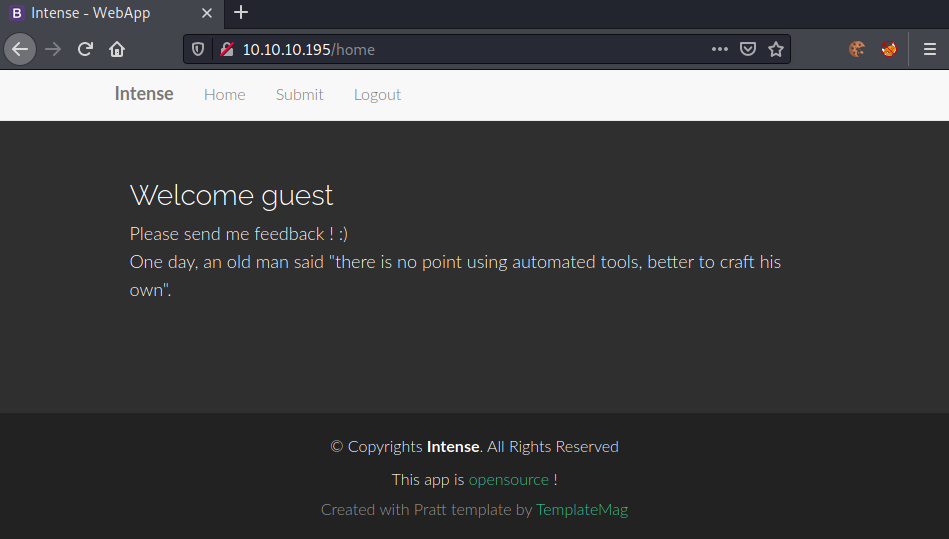 Intense - WebApp
10.10.10.195/home
Intense Home Submit Logout
Welcome guest
Please send me feedback ! :)
One day, an old man said "there is no point using automated tools, better to craft his
own".
© Copyrights Intense. All Rights Reserved
This app is opensource !
Created with Pratt template by TemplateMag